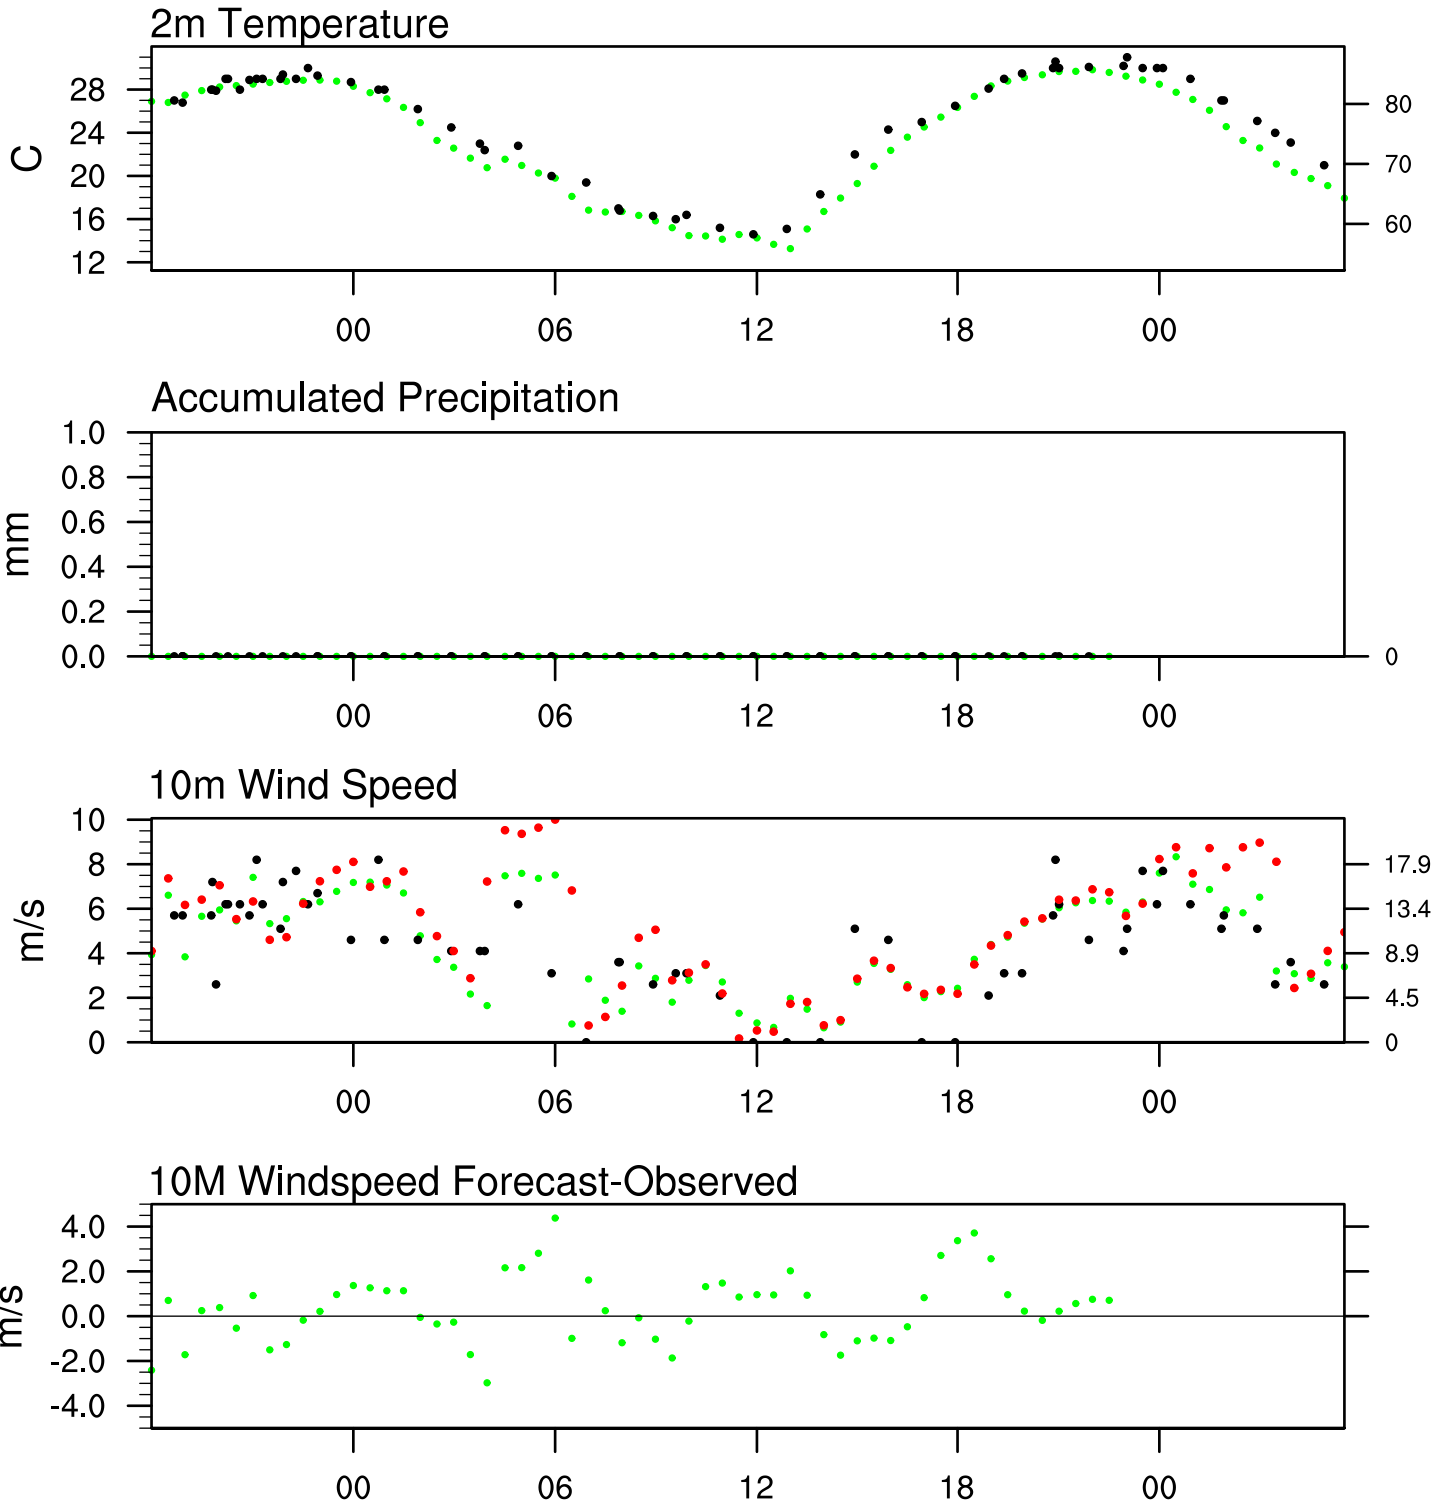 2m Temperature
C
28
24
20
16
12
80
70
60
00 06 12 18 00
Accumulated Precipitation
mm
1.0
0.8
0.6
0.4
0.2
0.0
0
00 06 12 18 00
10m Wind Speed
m/s
10
8
6
4
2
0
17.9
13.4
8.9
4.5
0
00 06 12 18 00
10M Windspeed Forecast-Observed
m/s
4.0
2.0
0.0
-2.0
-4.0
00 06 12 18 00